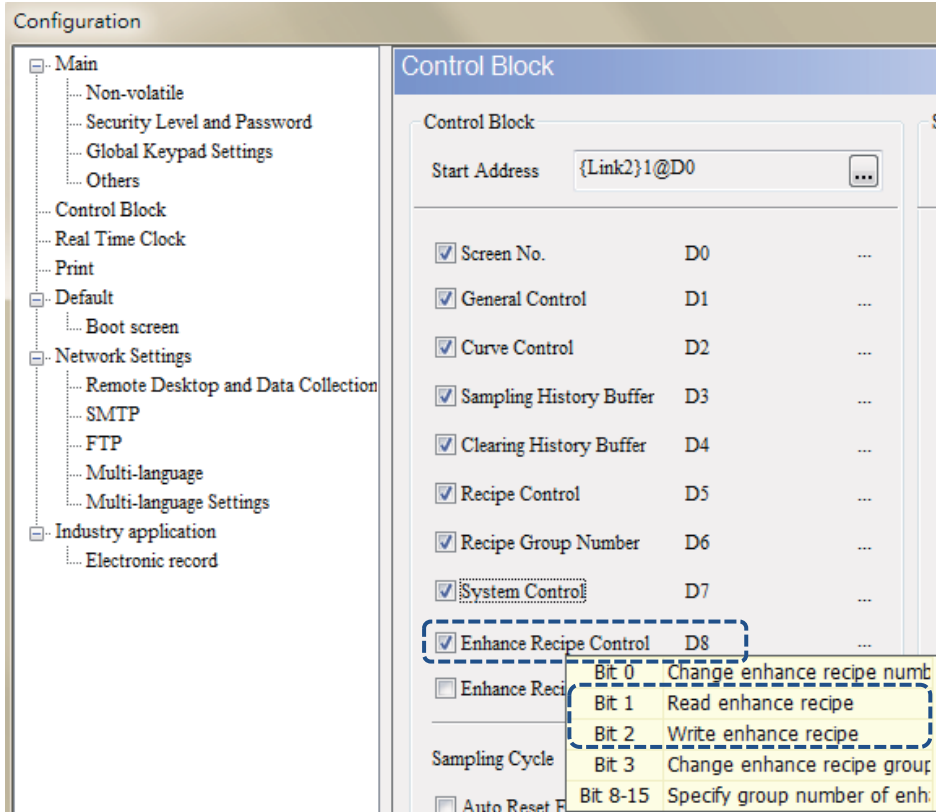 Configuration
Main
Non-volatile
Security Level and Password
Global Keypad Settings
Others
Control Block
Real Time Clock
Print
Default
Boot screen
Network Settings
Remote Desktop and Data Collection
SMTP
FTP
Multi-language
Multi-language Settings
Industry application
Electronic record
Control Block
Control Block
Start Address {Link2}1@D0 ...
Screen No. D0 ...
General Control D1 ...
Curve Control D2 ...
Sampling History Buffer D3 ...
Clearing History Buffer D4 ...
Recipe Control D5 ...
Recipe Group Number D6 ...
System Control D7 ...
Enhance Recipe Control D8 ...
Bit 0 Change enhance recipe numb
Enhance Reci
Bit 1 Read enhance recipe
Bit 2 Write enhance recipe
Sampling Cycle
Bit 3 Change enhance recipe group
Bit 8-15 Specify group number of enh
Auto Reset F